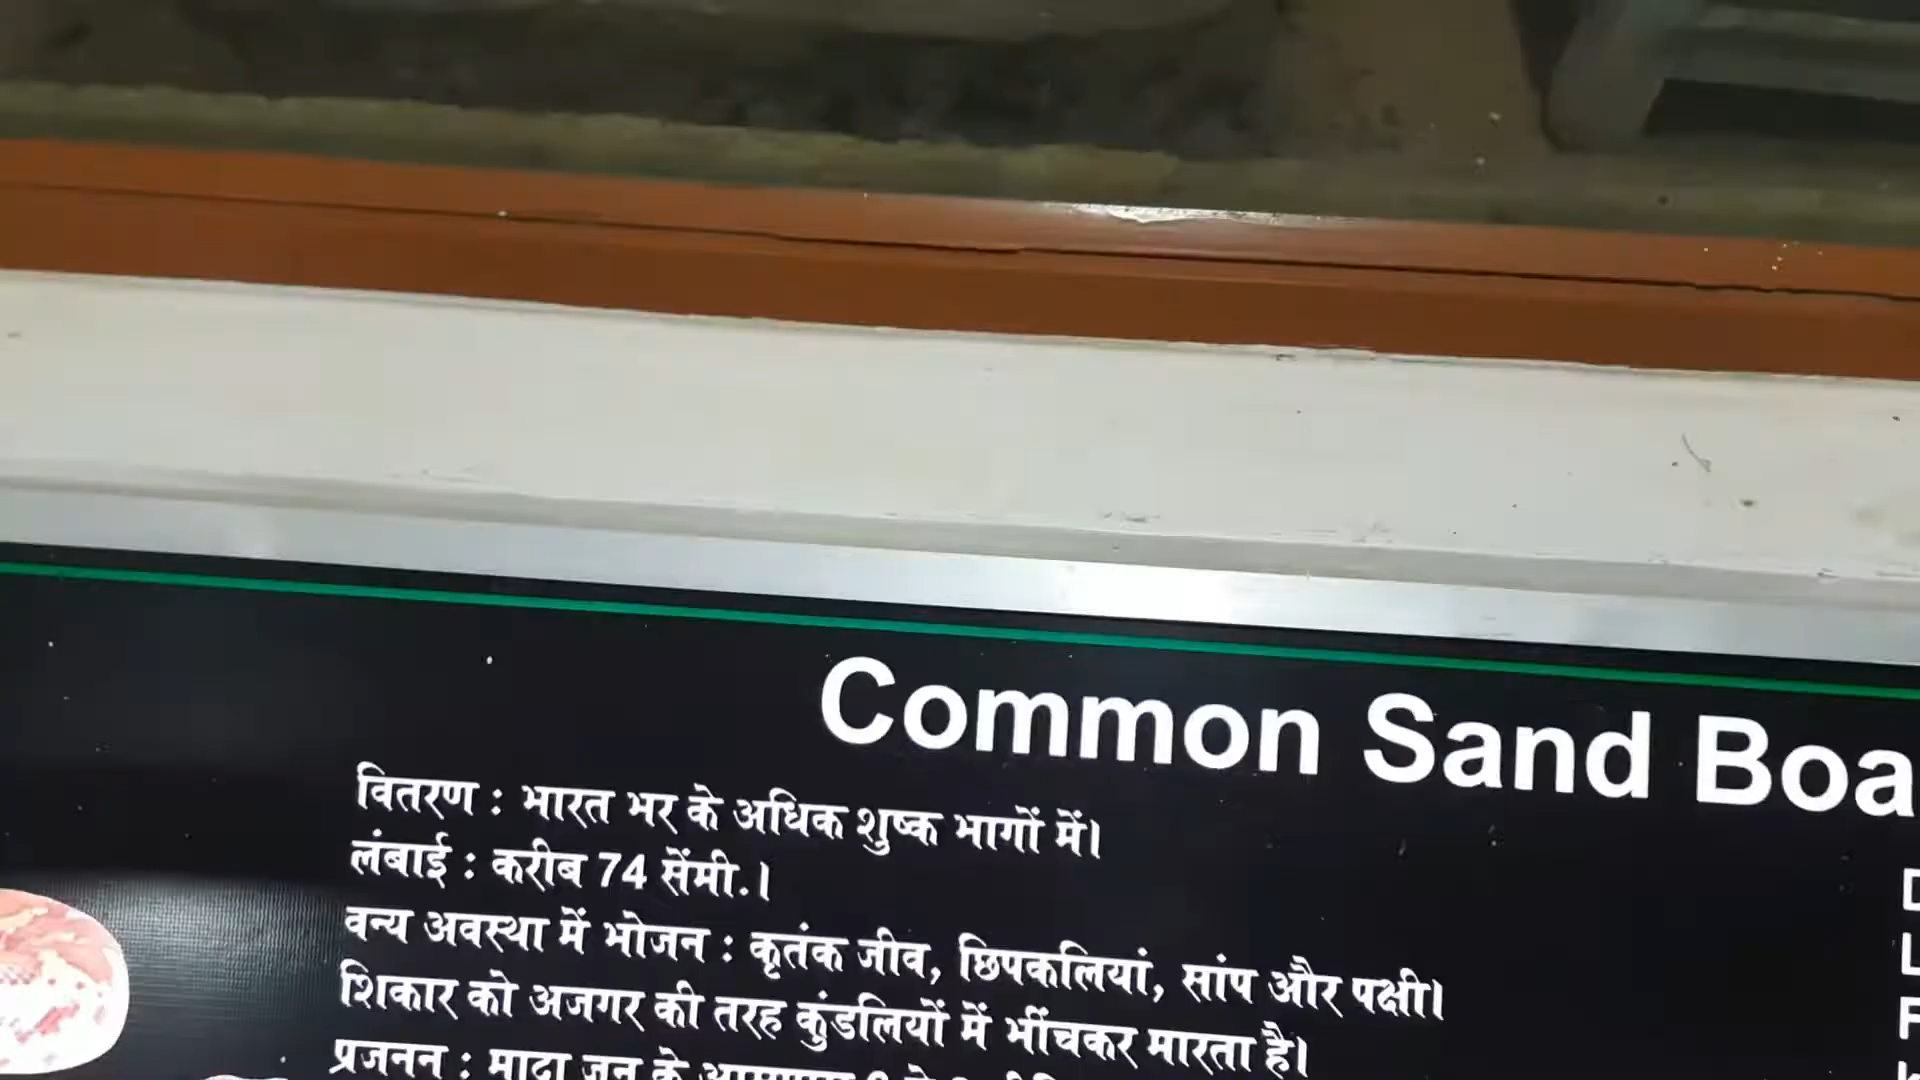 Common Sand Boa
वितरण : भारत भर के अधिक शुष्क भागों में।
लंबाई : करीब 74 सेंमी.।
वन्य अवस्था में भोजन : कृतंक जीव, छिपकलियां, सांप और पक्षी।
शिकार को अजगर की तरह कुंडलियों में भींचकर मारता है।
प्रजनन : मादा जून के